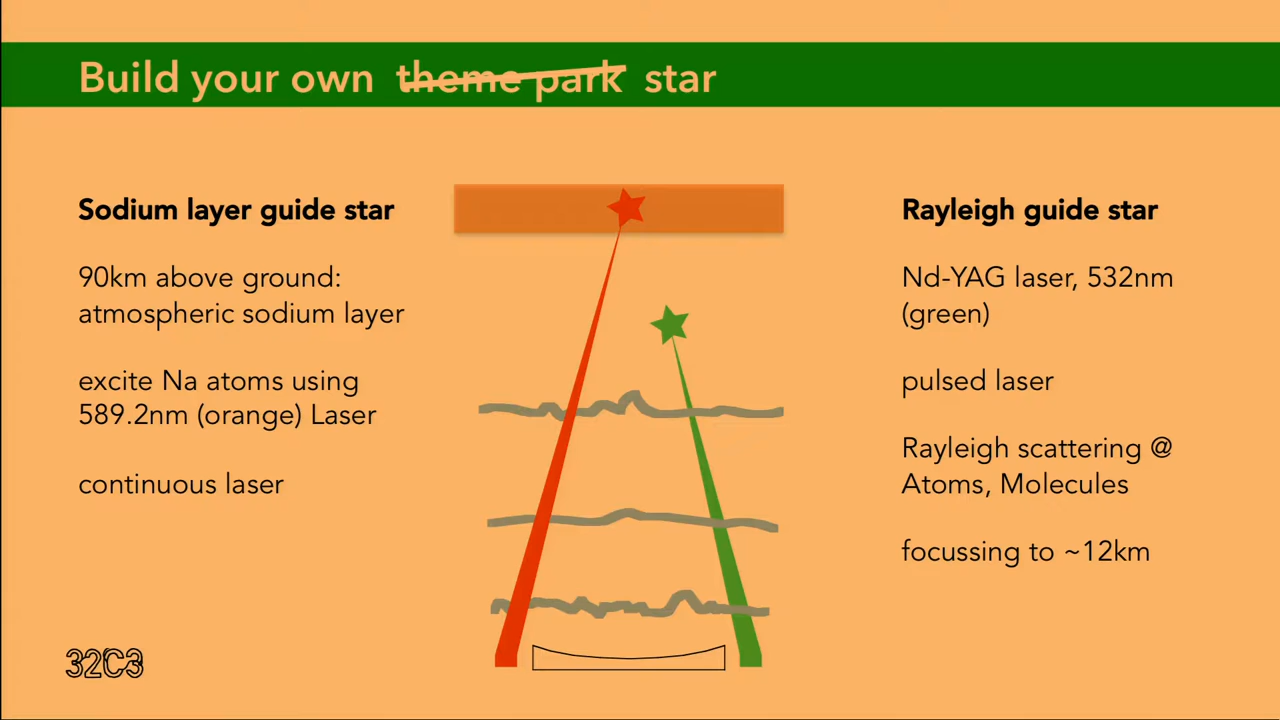 Build your own theme park star
Sodium layer guide star
90km above ground:
atmospheric sodium layer
excite Na atoms using
589.2nm (orange) Laser
continuous laser
Rayleigh guide star
Nd-YAG laser, 532nm
(green)
pulsed laser
Rayleigh scattering @
Atoms, Molecules
focussing to ~12km
32C3